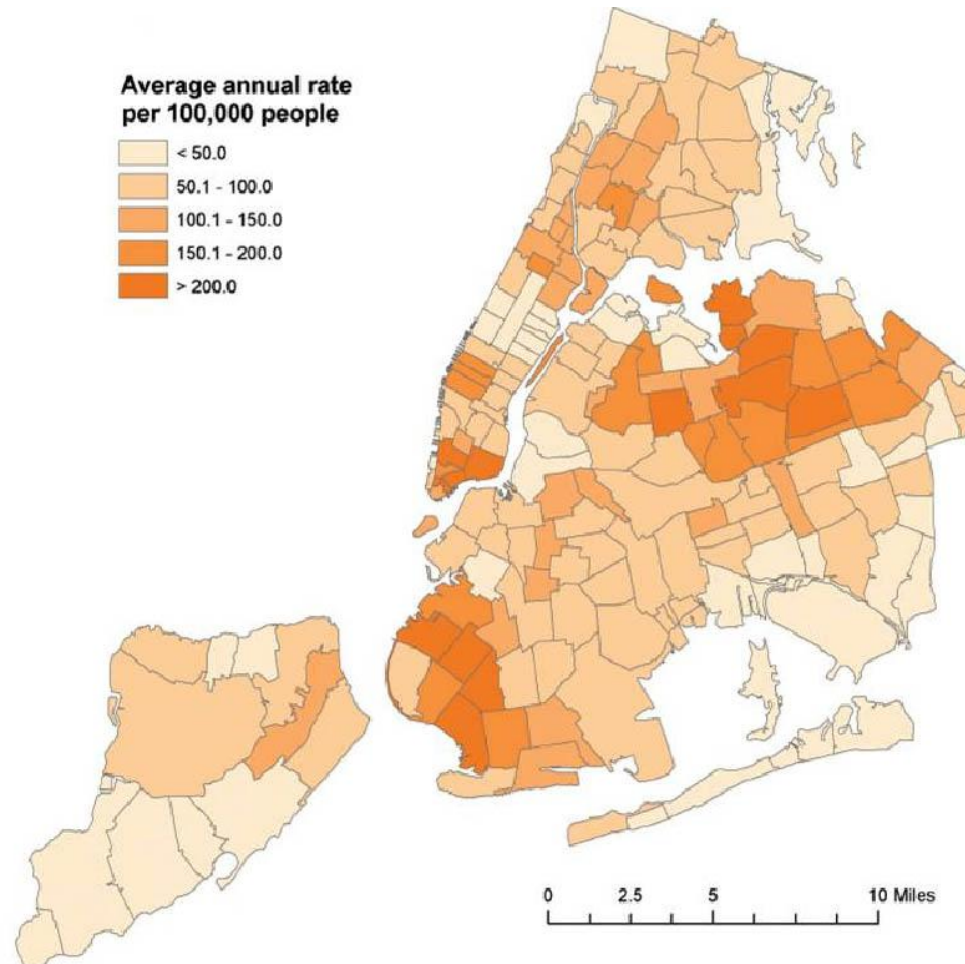 Average annual rate
per 100,000 people
< 50.0
50.1 - 100.0
100.1 - 150.0
150.1 - 200.0
> 200.0
0 2.5 5 10 Miles